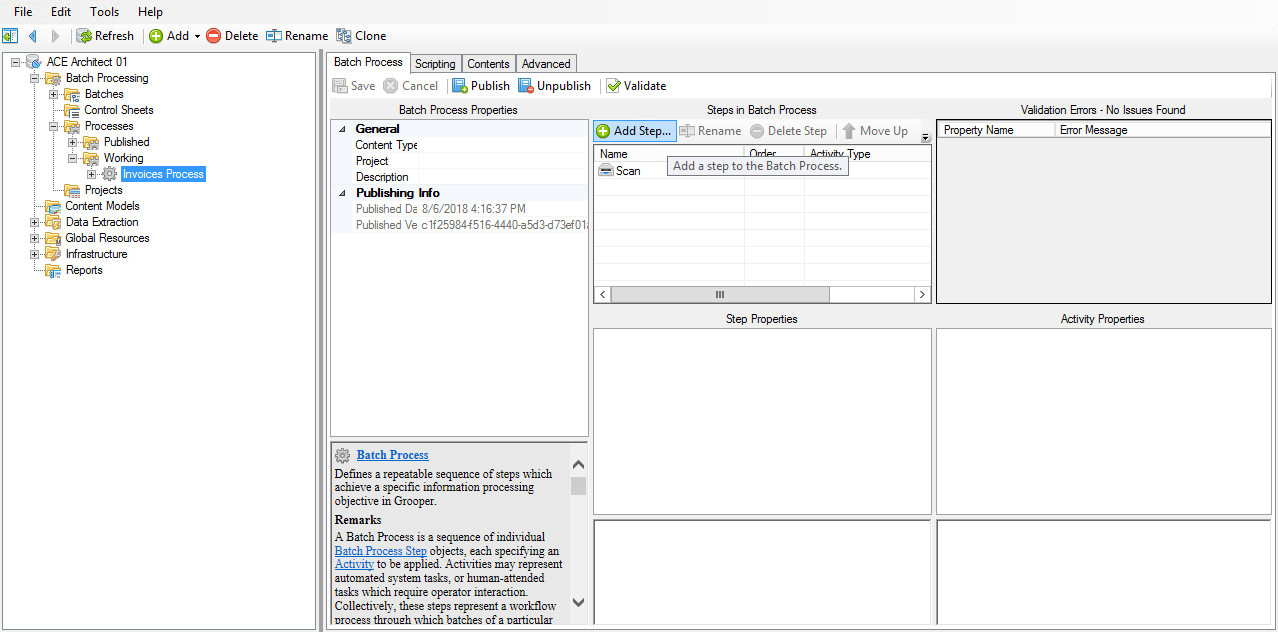 File Edit Tools Help
Refresh Add Delete Rename Clone
ACE Architect 01
Batch Processing
Batches
Control Sheets
Processes
Published
Working
Invoices Process
Projects
Content Models
Data Extraction
Global Resources
Infrastructure
Reports
Batch Process Scripting Contents Advanced
Save Cancel Publish Unpublish Validate
Batch Process Properties
General
Content Type
Project
Description
Publishing Info
Published Da 8/6/2018 4:16:37 PM
Published Ve c1f25984-f516-4440-a5d3-d73ef01a
Batch Process
Defines a repeatable sequence of steps which
achieve a specific information processing
objective in Grooper.
Remarks
A Batch Process is a sequence of individual
Batch Process Step objects, each specifying an
Activity to be applied. Activities may represent
automated system tasks, or human-attended
tasks which require operator interaction.
Collectively, these steps represent a workflow
process through which batches of a particular
Steps in Batch Process
Add Step... Rename Delete Step Move Up
Name Order Activity Type
Add a step to the Batch Process.
Scan
Validation Errors - No Issues Found
Property Name Error Message
Step Properties
Activity Properties